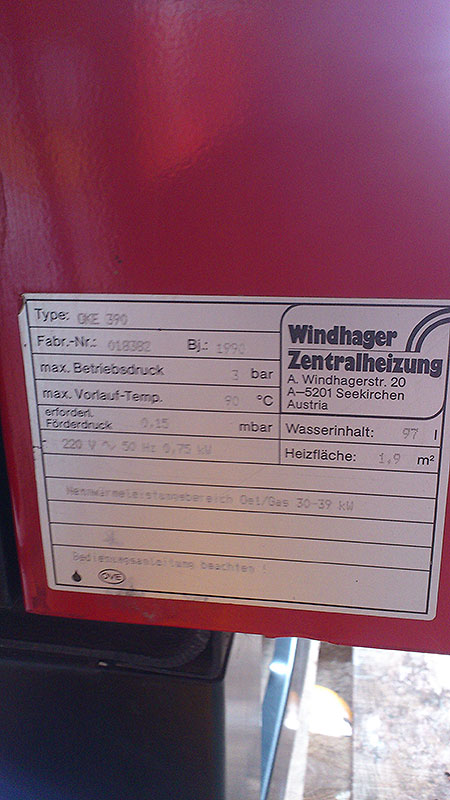 Type: OKE 390
Fabr.-Nr.: 018382 Bj.: 1990
max. Betriebsdruck 3 bar
max. Vorlauf-Temp. 90 °C
erforderl.
Förderdruck 0,15 mbar
220 V ~ 50 Hz 0,75 kW
Windhager
Zentralheizung
A. Windhagerstr. 20
A-5201 Seekirchen
Austria
Wasserinhalt: 97 l
Heizfläche: 1,9 m²
Nennwärmeleistungsbereich Oel/Gas 30-39 kW
Bedienungsanleitung beachten !
ÖVE